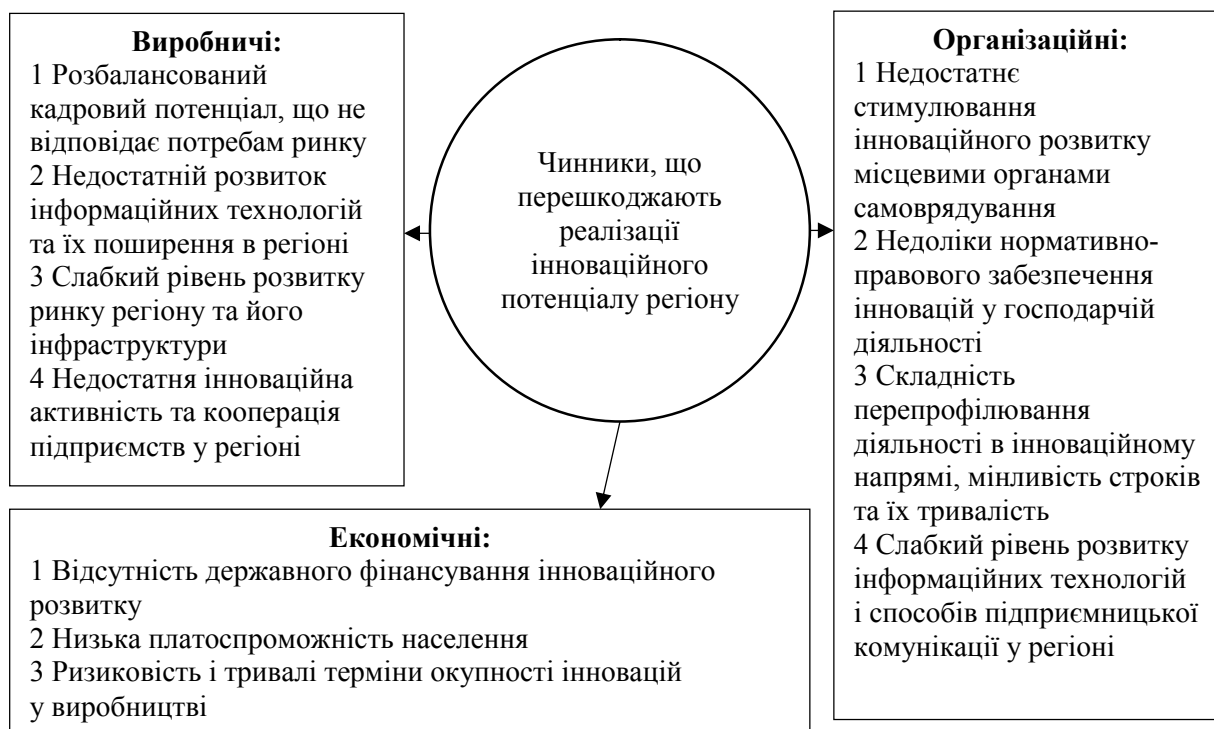 Виробничі:
1 Розбалансований
кадровий потенціал, що не
відповідає потребам ринку
2 Недостатній розвиток
інформаційних технологій
та їх поширення в регіоні
3 Слабкий рівень розвитку
ринку регіону та його
інфраструктури
4 Недостатня інноваційна
активність та кооперація
підприємств у регіоні
Чинники, що
перешкоджають
реалізації
інноваційного
потенціалу регіону
Організаційні:
1 Недостатнє
стимулювання
інноваційного розвитку
місцевими органами
самоврядування
2 Недоліки нормативно-
правового забезпечення
інновацій у господарчій
діяльності
3 Складність
перепрофілювання
діяльності в інноваційному
напрямі, мінливість строків
та їх тривалість
4 Слабкий рівень розвитку
інформаційних технологій
і способів підприємницької
комунікації у регіоні
Економічні:
1 Відсутність державного фінансування інноваційного
розвитку
2 Низька платоспроможність населення
3 Ризиковість і тривалі терміни окупності інновацій
у виробництві